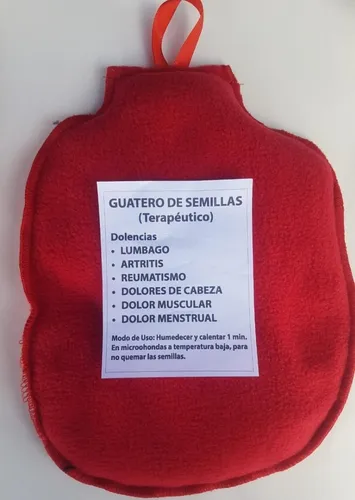 GUATERO DE SEMILLAS
(Terapéutico)
Dolencias
• LUMBAGO
• ARTRITIS
• REUMATISMO
• DOLORES DE CABEZA
• DOLOR MUSCULAR
• DOLOR MENSTRUAL
Modo de Uso: Humedecer y calentar 1 min.
En microohondas a temperatura baja, para
no quemar las semillas.